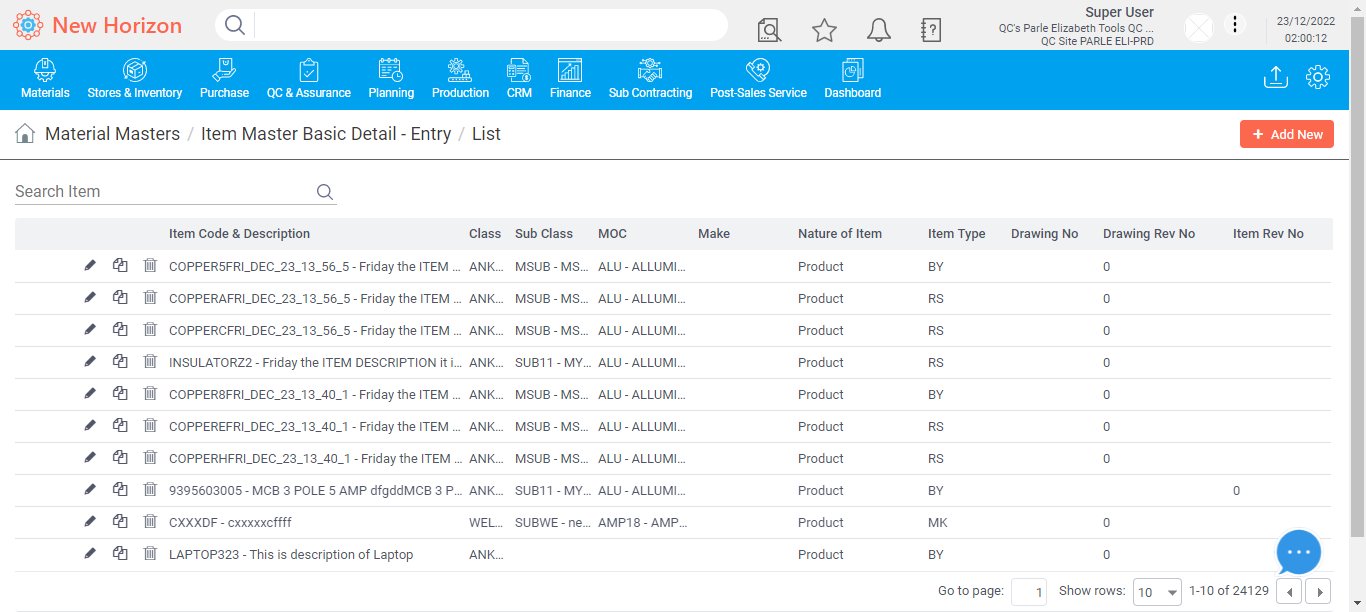 New Horizon
Super User
QC's Parle Elizabeth Tools QC ...
QC Site PARLE ELI-PRD
23/12/2022
02:00:12
Materials Stores & Inventory Purchase QC & Assurance Planning Production CRM Finance Sub Contracting Post-Sales Service Dashboard
Material Masters / Item Master Basic Detail - Entry / List
+ Add New
Search Item
Item Code & Description Class Sub Class MOC Make Nature of Item Item Type Drawing No Drawing Rev No Item Rev No
COPPER5FRI_DEC_23_13_56_5 - Friday the ITEM ... ANK... MSUB - MS... ALU - ALLUMI... Product BY 0
COPPERAFRI_DEC_23_13_56_5 - Friday the ITEM ... ANK... MSUB - MS... ALU - ALLUMI... Product RS 0
COPPERCFRI_DEC_23_13_56_5 - Friday the ITEM ... ANK... MSUB - MS... ALU - ALLUMI... Product RS 0
INSULATORZ2 - Friday the ITEM DESCRIPTION it i... ANK... SUB11 - MY... ALU - ALLUMI... Product RS 0
COPPER8FRI_DEC_23_13_40_1 - Friday the ITEM ... ANK... MSUB - MS... ALU - ALLUMI... Product BY 0
COPPEREFRI_DEC_23_13_40_1 - Friday the ITEM ... ANK... MSUB - MS... ALU - ALLUMI... Product RS 0
COPPERHFRI_DEC_23_13_40_1 - Friday the ITEM ... ANK... MSUB - MS... ALU - ALLUMI... Product RS 0
9395603005 - MCB 3 POLE 5 AMP dfgddMCB 3 P... ANK... SUB11 - MY... ALU - ALLUMI... Product BY 0
CXXXDF - cxxxxxcffff WEL... SUBWE - ne... AMP18 - AMP... Product MK 0
LAPTOP323 - This is description of Laptop ANK... Product BY 0
Go to page: 1 Show rows: 10 1-10 of 24129